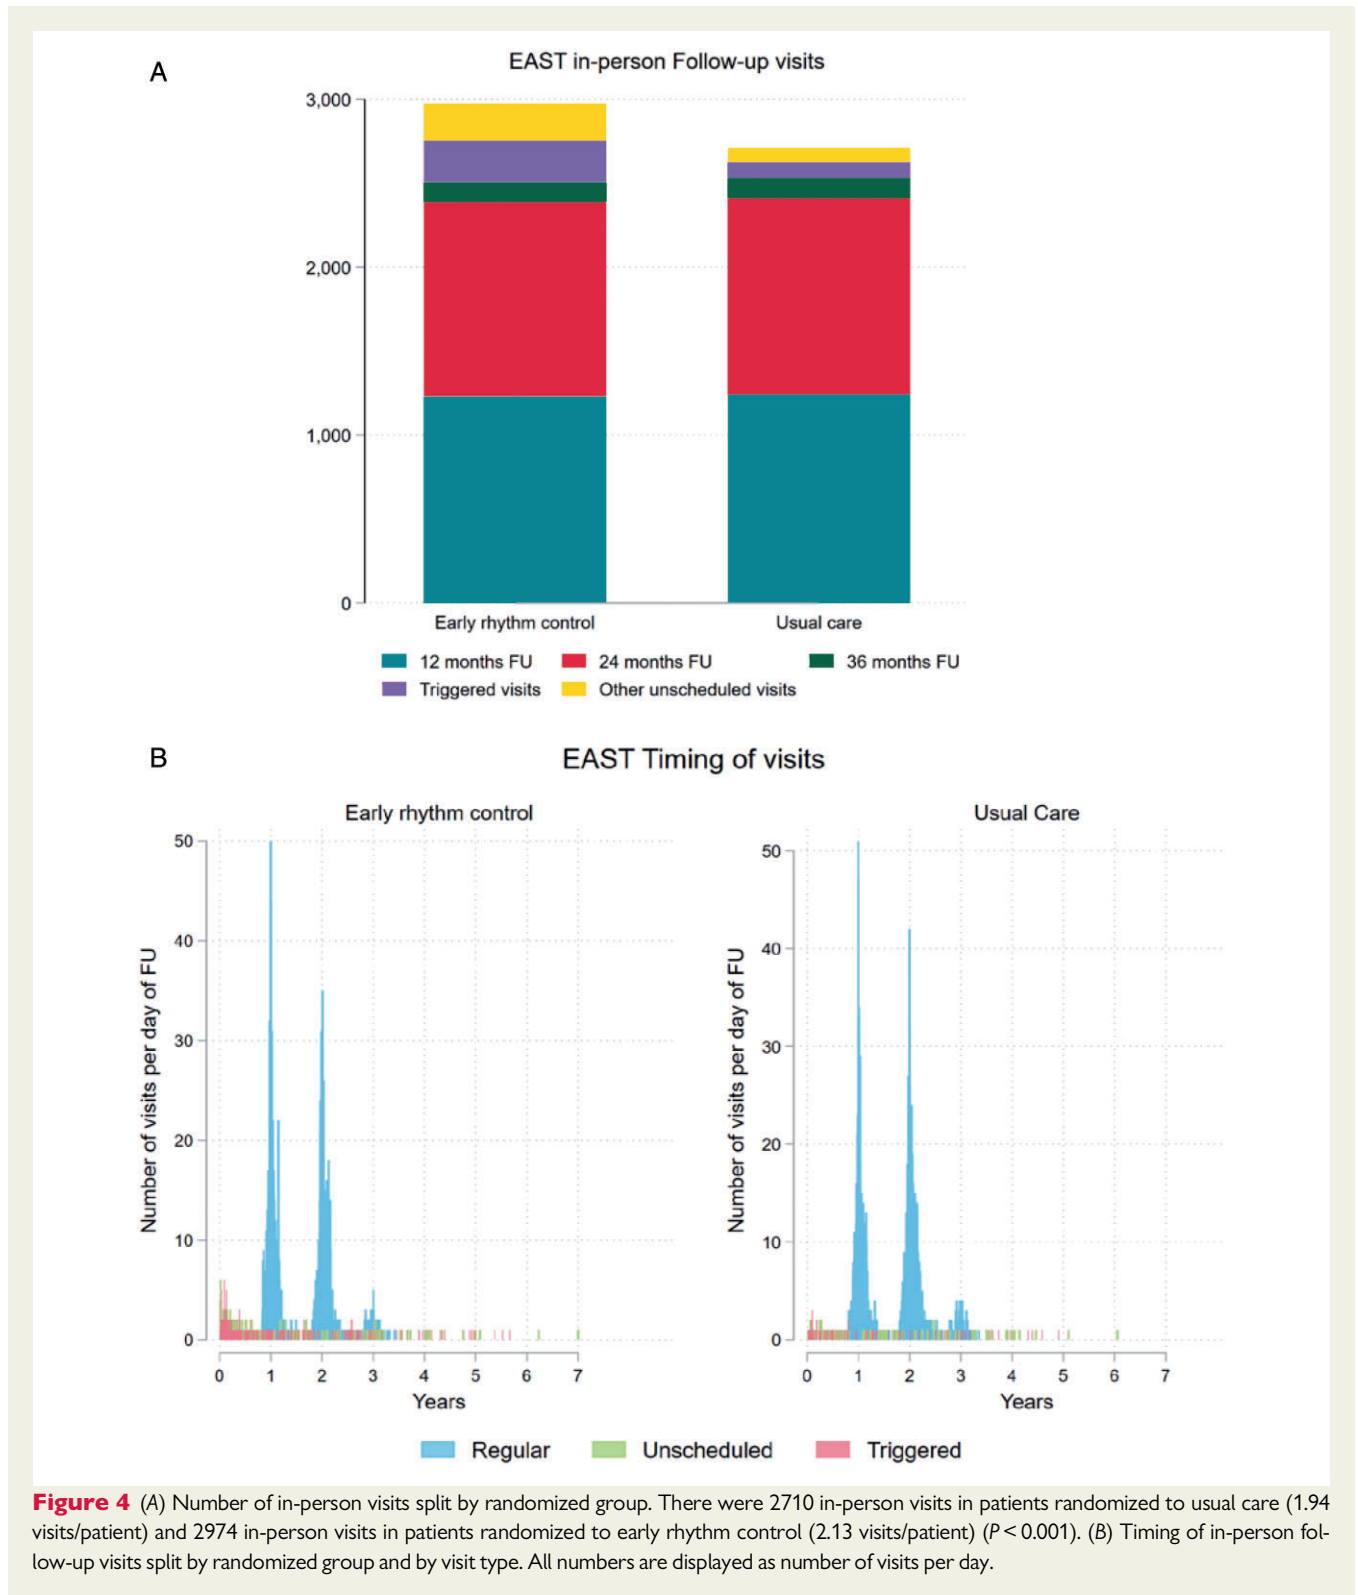 A
EAST in-person Follow-up visits
3,000
2,000
1,000
0
Early rhythm control
Usual care
12 months FU
24 months FU
36 months FU
Triggered visits
Other unscheduled visits
B
EAST Timing of visits
Early rhythm control
Number of visits per day of FU
50
40
30
20
10
0
0 1 2 3 4 5 6 7
Years
Usual Care
Number of visits per day of FU
50
40
30
20
10
0
0 1 2 3 4 5 6 7
Years
Regular
Unscheduled
Triggered
Figure 4 (A) Number of in-person visits split by randomized group. There were 2710 in-person visits in patients randomized to usual care (1.94
visits/patient) and 2974 in-person visits in patients randomized to early rhythm control (2.13 visits/patient) (P < 0.001). (B) Timing of in-person fol-
low-up visits split by randomized group and by visit type. All numbers are displayed as number of visits per day.